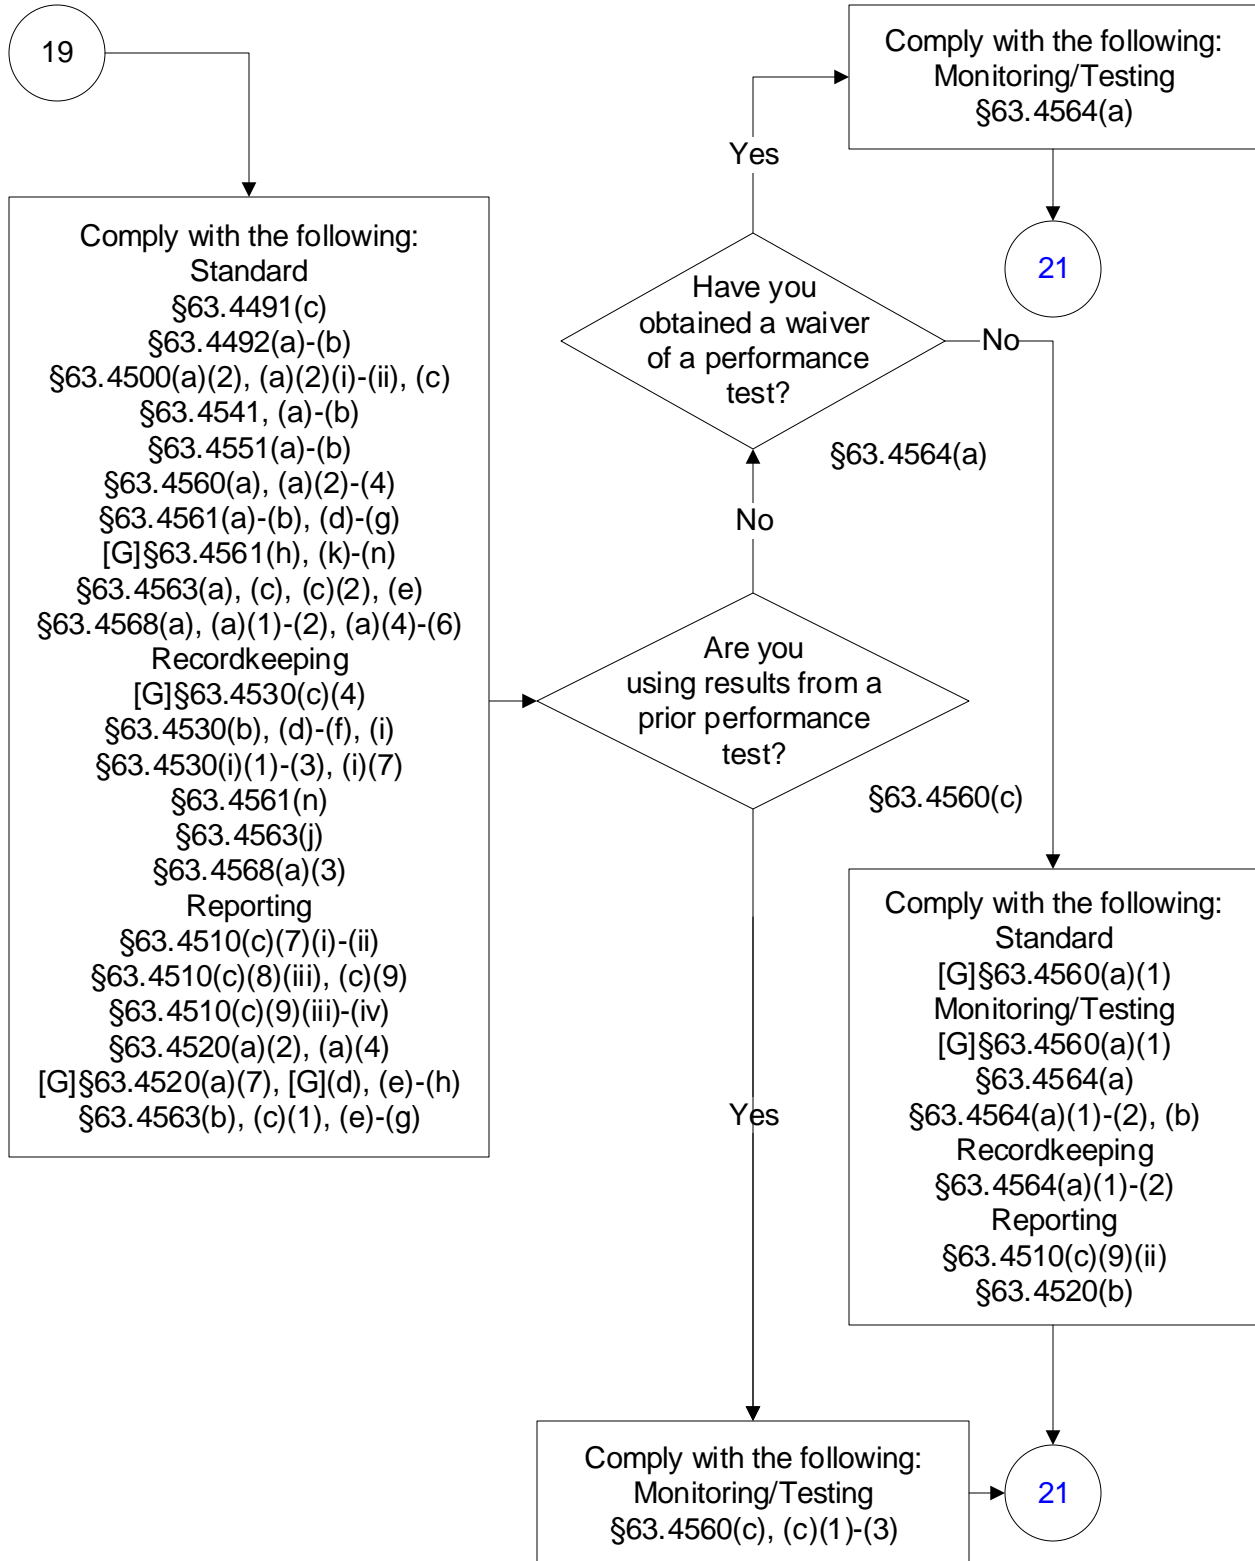 19
Comply with the following:
Standard
§63.4491(c)
§63.4492(a)-(b)
§63.4500(a)(2), (a)(2)(i)-(ii), (c)
§63.4541, (a)-(b)
§63.4551(a)-(b)
§63.4560(a), (a)(2)-(4)
§63.4561(a)-(b), (d)-(g)
[G]§63.4561(h), (k)-(n)
§63.4563(a), (c), (c)(2), (e)
§63.4568(a), (a)(1)-(2), (a)(4)-(6)
Recordkeeping
[G]§63.4530(c)(4)
§63.4530(b), (d)-(f), (i)
§63.4530(i)(1)-(3), (i)(7)
§63.4561(n)
§63.4563(j)
§63.4568(a)(3)
Reporting
§63.4510(c)(7)(i)-(ii)
§63.4510(c)(8)(iii), (c)(9)
§63.4510(c)(9)(iii)-(iv)
§63.4520(a)(2), (a)(4)
[G]§63.4520(a)(7), [G](d), (e)-(h)
§63.4563(b), (c)(1), (e)-(g)
Are you
using results from a
prior performance
test?
§63.4560(c)
No
Have you
obtained a waiver
of a performance
test?
§63.4564(a)
Yes
Comply with the following:
Monitoring/Testing
§63.4564(a)
21
No
Comply with the following:
Standard
[G]§63.4560(a)(1)
Monitoring/Testing
[G]§63.4560(a)(1)
§63.4564(a)
§63.4564(a)(1)-(2), (b)
Recordkeeping
§63.4564(a)(1)-(2)
Reporting
§63.4510(c)(9)(ii)
§63.4520(b)
Yes
Comply with the following:
Monitoring/Testing
§63.4560(c), (c)(1)-(3)
21